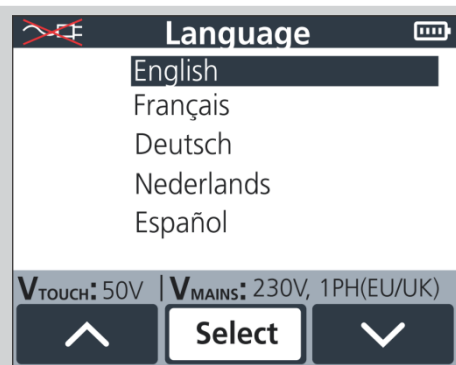 Language
English
Français
Deutsch
Nederlands
Español
VTOUCH: 50V | VMAINS: 230V, 1PH(EU/UK)
Select